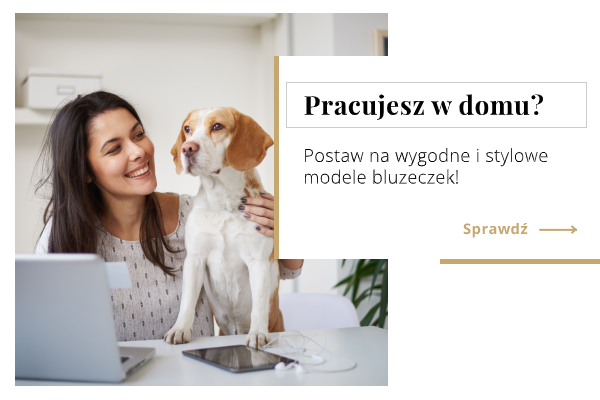 Pracujesz w domu?
Postaw na wygodne i stylowe
modele bluzeczek!
Sprawdź